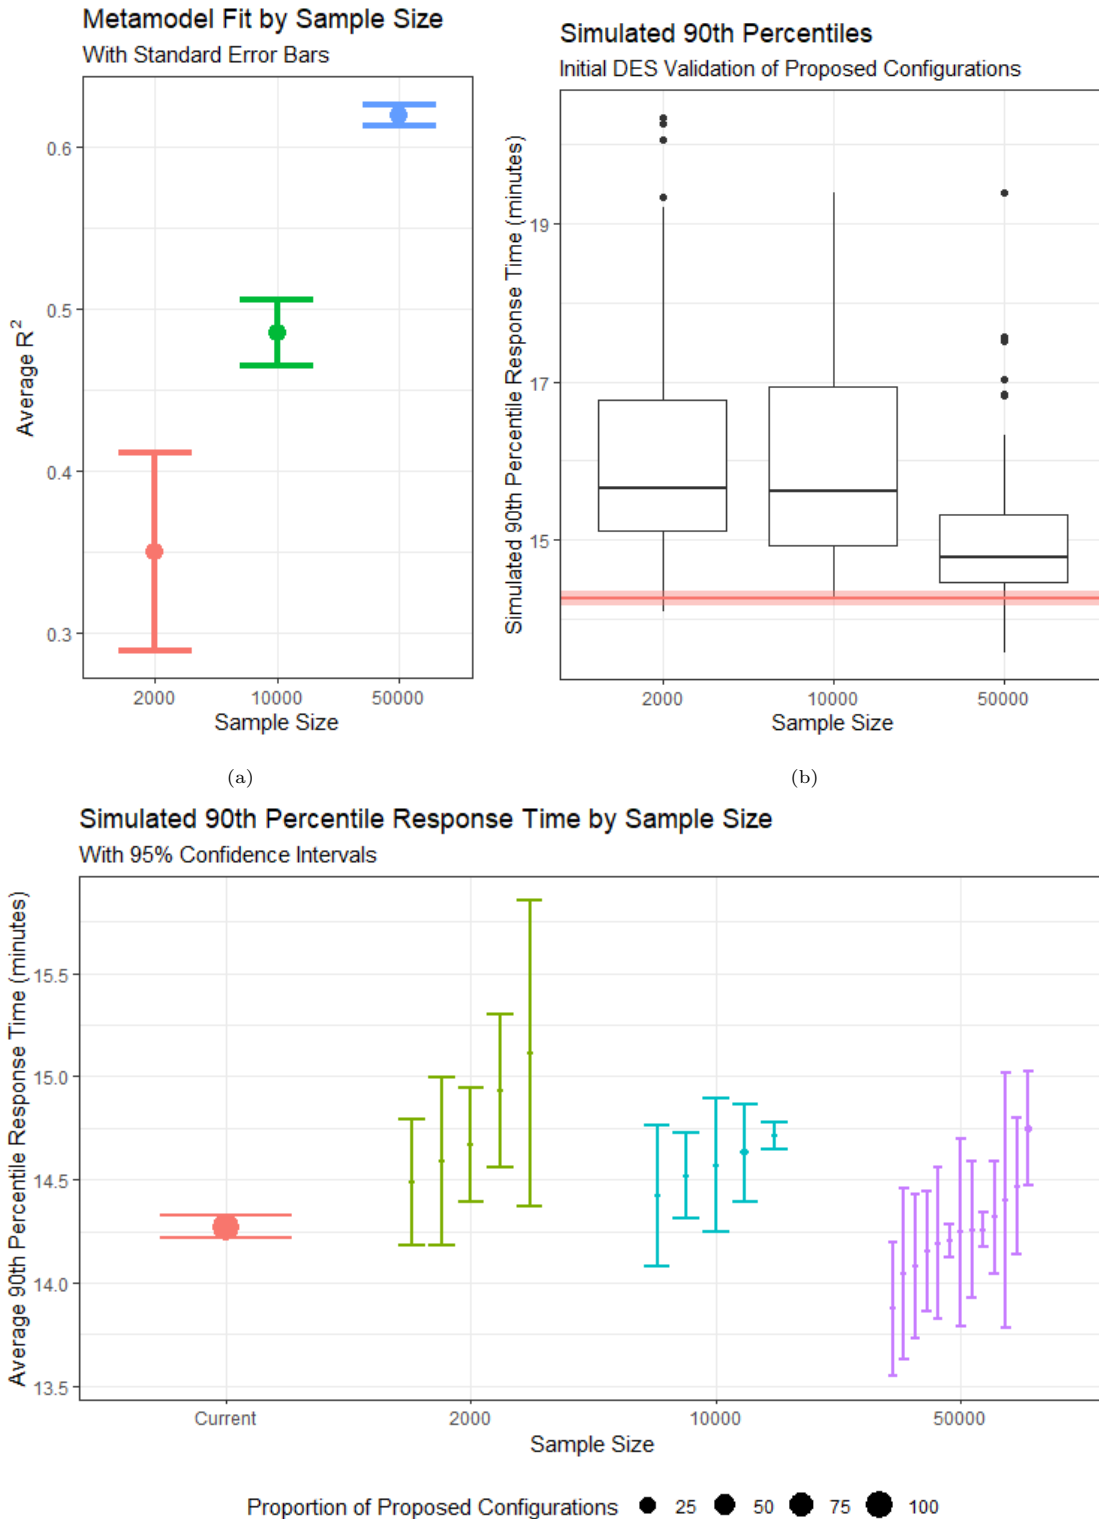 Metamodel Fit by Sample Size
With Standard Error Bars
Average R²
0.6
0.5
0.4
0.3
2000
10000
50000
Sample Size
(a)
Simulated 90th Percentiles
Initial DES Validation of Proposed Configurations
Simulated 90th Percentile Response Time (minutes)
19
17
15
2000
10000
50000
Sample Size
(b)
Simulated 90th Percentile Response Time by Sample Size
With 95% Confidence Intervals
Average 90th Percentile Response Time (minutes)
15.5
15.0
14.5
14.0
13.5
Current
2000
10000
50000
Sample Size
Proportion of Proposed Configurations 25 50 75 100